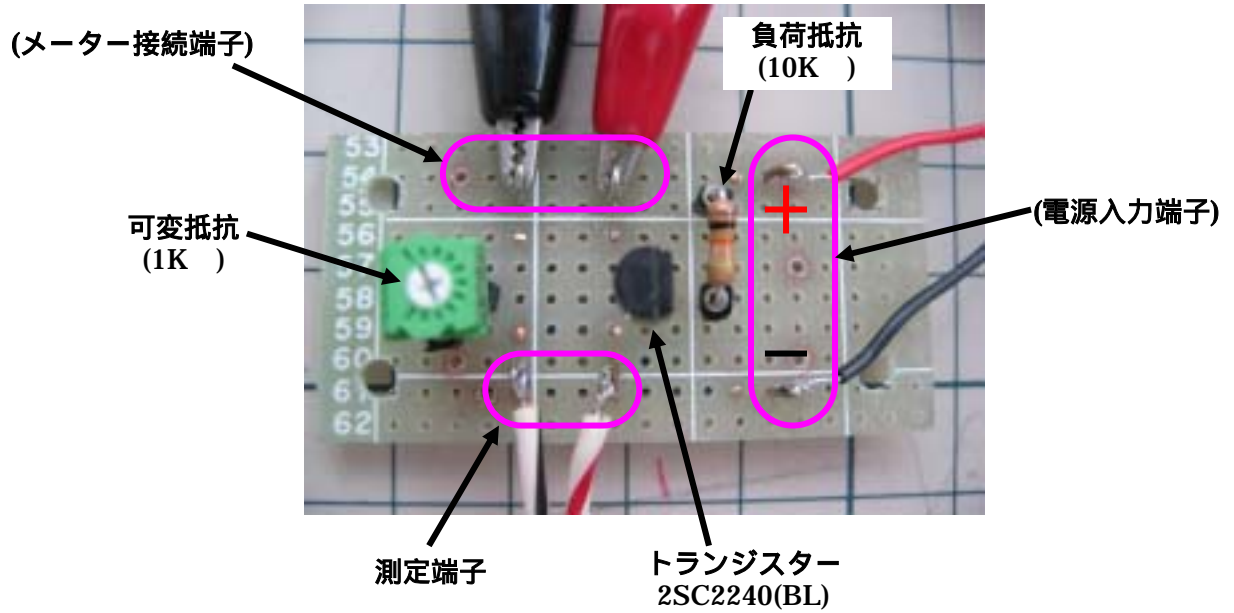 (メーター接続端子)
負荷抵抗
(10K )
可変抵抗
(1K )
(電源入力端子)
53
54
55
56
57
58
59
60
61
62
+
−
測定端子
トランジスター
2SC2240(BL)